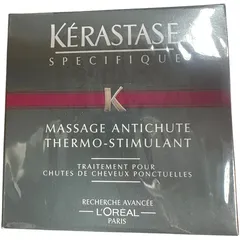 KÉRASTASE
SPECIFIQUE
K
MASSAGE ANTICHUTE
THERMO-STIMULANT
TRAITEMENT POUR
CHUTES DE CHEVEUX PONCTUELLES
RECHERCHE AVANCÉE
L'ORÉAL
PARIS